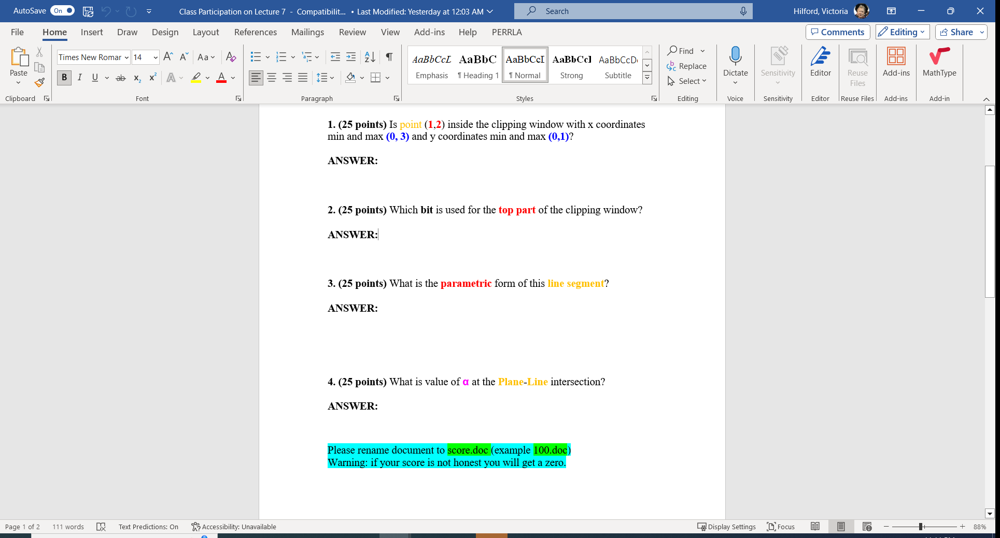 AutoSave On Class Participation on Lecture 7 - Compatibilit... • Last Modified: Yesterday at 12:03 AM Search Hilford, Victoria
File Home Insert Draw Design Layout References Mailings Review View Add-ins Help PERRLA Comments Editing Share
Paste
Times New Romar 14 Aa
B I U ab x2 x2 A A
AaBbCcL AaBbC AaBbCcI AaBbCcI AaBbCcD
Emphasis ¶ Heading 1 ¶ Normal Strong Subtitle
Find
Replace
Select
Dictate Sensitivity Editor Reuse Files Add-ins MathType
Clipboard Font Paragraph Styles Editing Voice Sensitivity Editor Reuse Files Add-ins Add-in
1. (25 points) Is point (1,2) inside the clipping window with x coordinates
min and max (0, 3) and y coordinates min and max (0,1)?
ANSWER:
2. (25 points) Which bit is used for the top part of the clipping window?
ANSWER:
3. (25 points) What is the parametric form of this line segment?
ANSWER:
4. (25 points) What is value of α at the Plane-Line intersection?
ANSWER:
Please rename document to score.doc (example 100.doc)
Warning: if your score is not honest you will get a zero.
Page 1 of 2 111 words Text Predictions: On Accessibility: Unavailable Display Settings Focus 88%